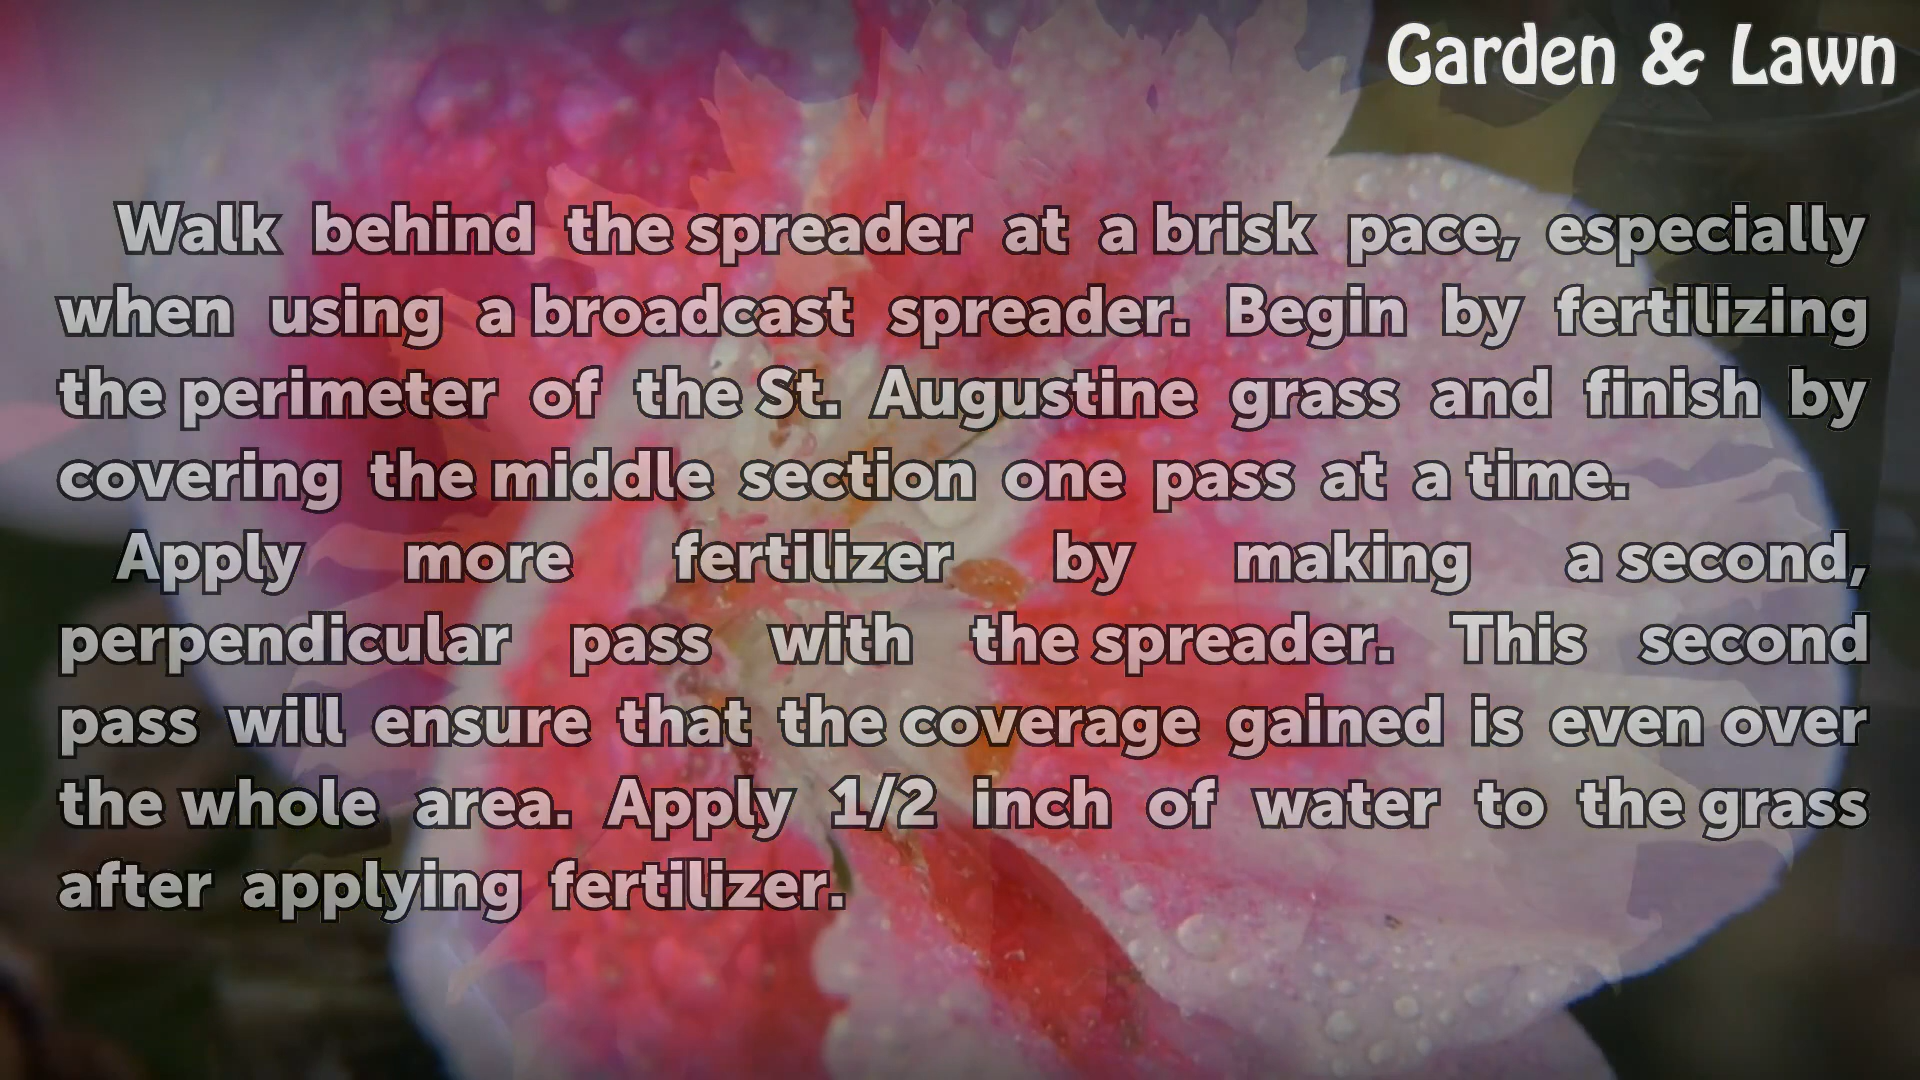 Garden & Lawn
Walk behind the spreader at a brisk pace, especially
when using a broadcast spreader. Begin by fertilizing
the perimeter of the St. Augustine grass and finish by
covering the middle section one pass at a time.
Apply more fertilizer by making a second,
perpendicular pass with the spreader. This second
pass will ensure that the coverage gained is even over
the whole area. Apply 1/2 inch of water to the grass
after applying fertilizer.